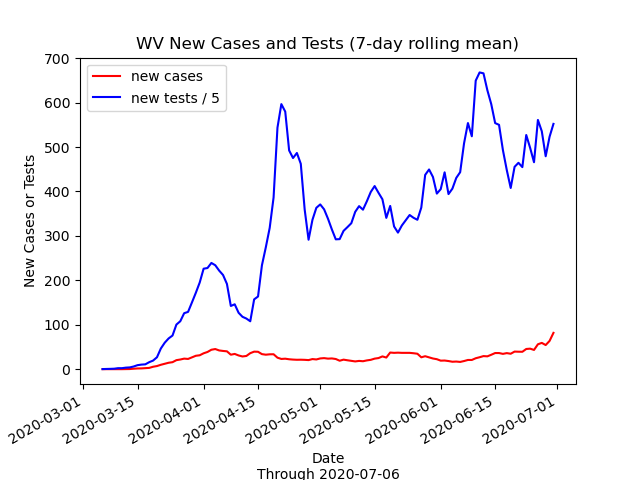 WV New Cases and Tests (7-day rolling mean)
new cases
new tests / 5
New Cases or Tests
700
600
500
400
300
200
100
0
2020-03-01
2020-03-15
2020-04-01
2020-04-15
2020-05-01
2020-05-15
2020-06-01
2020-06-15
2020-07-01
Date
Through 2020-07-06